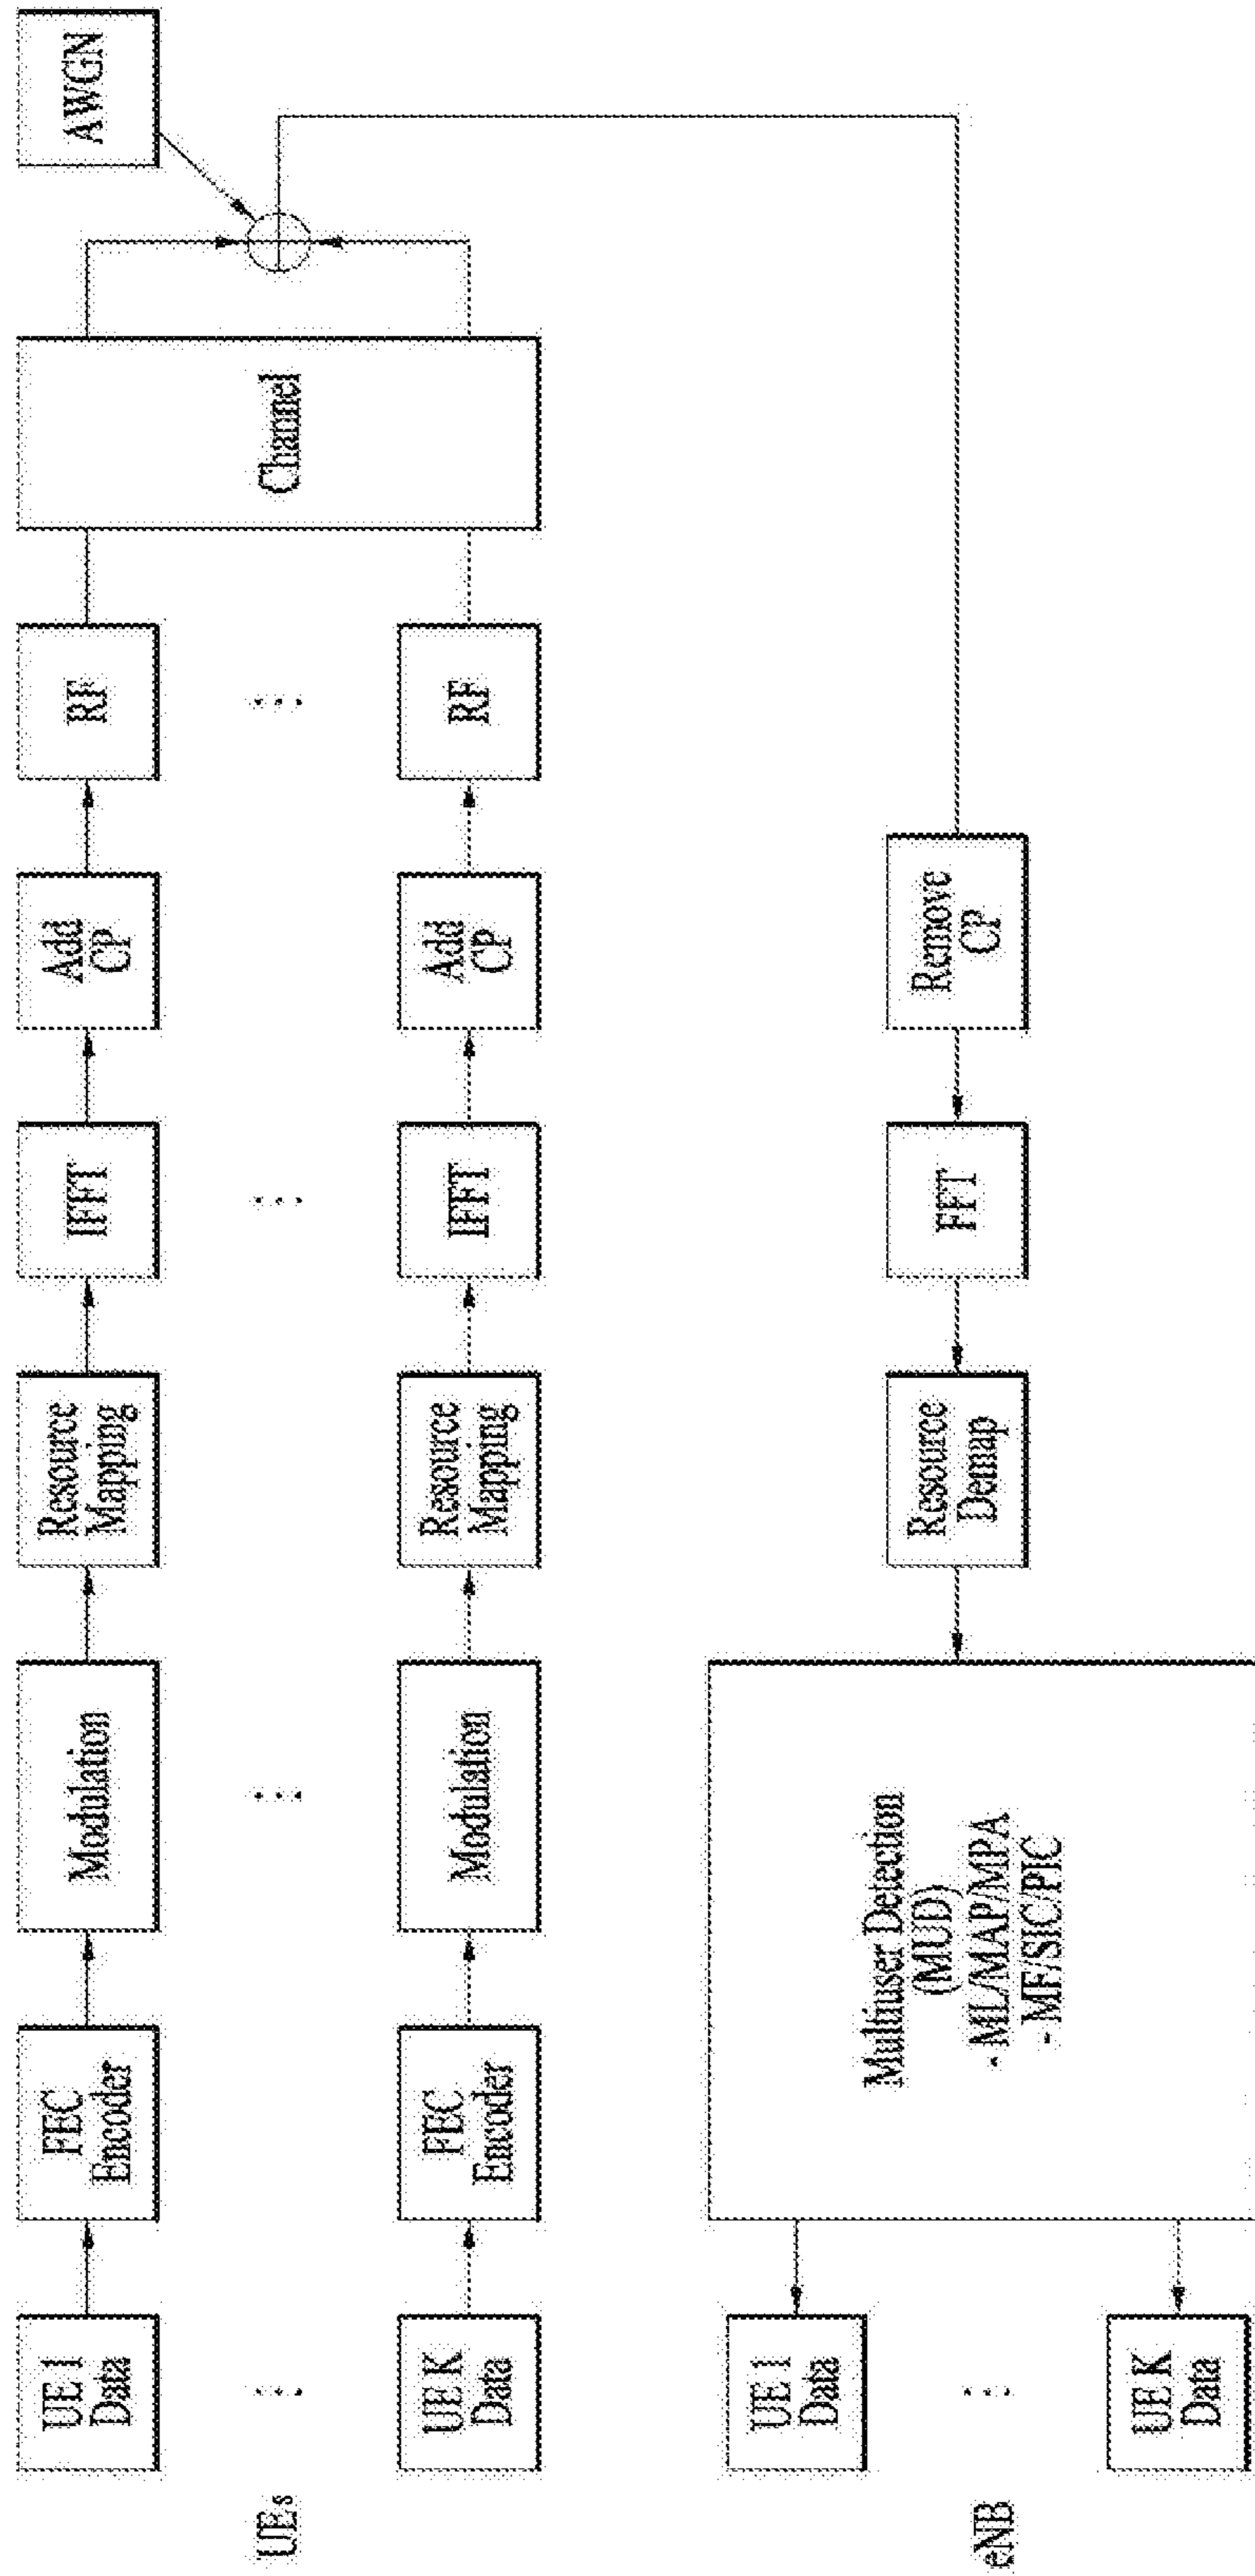 UEs
UE 1
Data
FEC
Encoder
Modulation
Resource
Mapping
IFFT
Add
CP
RF
Channel
AWGN
...
...
...
...
UE K
Data
FEC
Encoder
Modulation
Resource
Mapping
IFFT
Add
CP
RF
eNB
UE 1
Data
...
UE K
Data
Multiuser Detection
(MUD)
- ML/MAP/MPA
- MF/SIC/PIC
Resource
Demap
FFT
Remove
CP